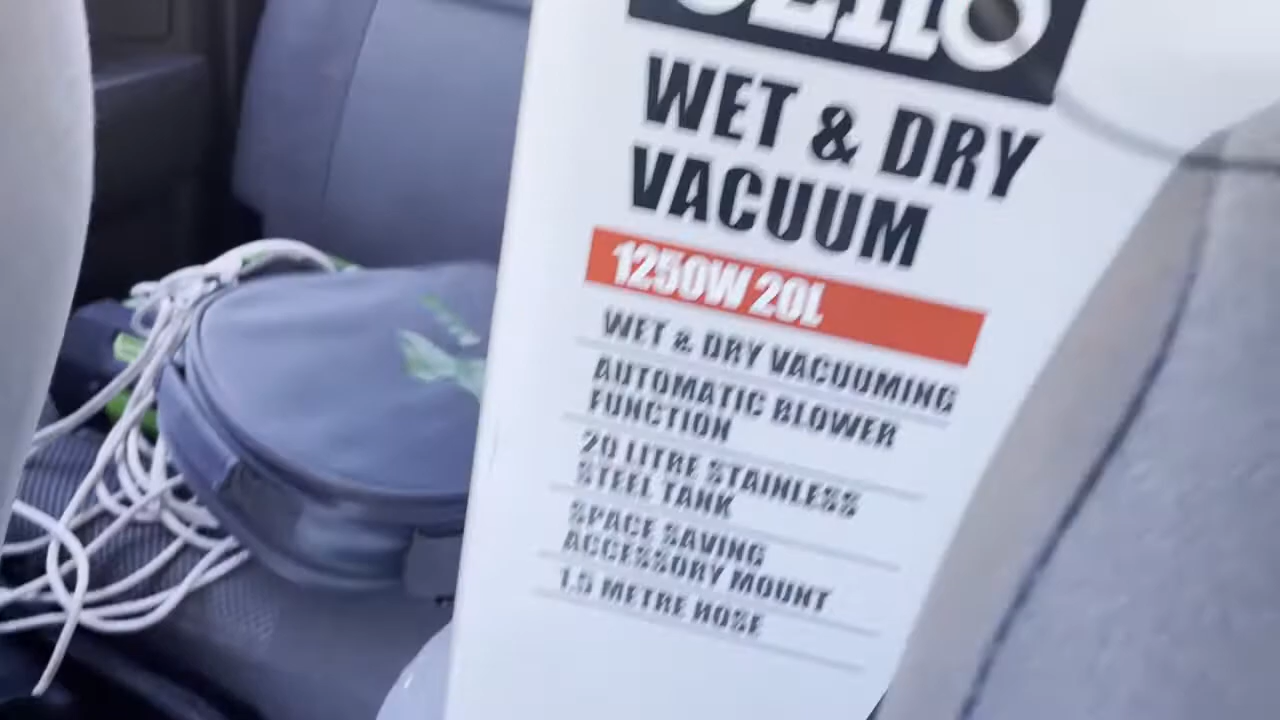 WET & DRY
VACUUM
1250W 20L
WET & DRY VACUUMING
AUTOMATIC BLOWER
FUNCTION
20 LITRE STAINLESS
STEEL TANK
SPACE SAVING
ACCESSORY MOUNT
1.5 METRE HOSE